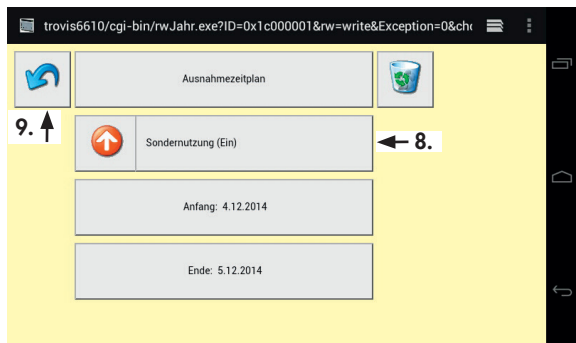 trovis6610/cgi-bin/rwJahr.exe?ID=0x1c000001&rw=write&Exception=0&cho
Ausnahmezeitplan
9.
Sondernutzung (Ein)
8.
Anfang: 4.12.2014
Ende: 5.12.2014